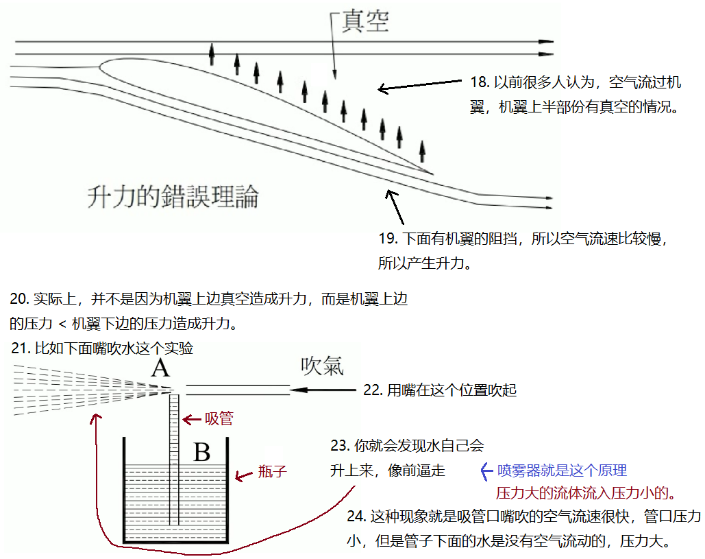 真空
18. 以前很多人认为，空气流过机
翼，机翼上半部份有真空的情况。
升力的錯誤理論
19. 下面有机翼的阻挡，所以空气流速比较慢，
所以产生升力。
20. 实际上，并不是因为机翼上边真空造成升力，而是机翼上边
的压力 < 机翼下边的压力造成升力。
21. 比如下面嘴吹水这个实验
A
吹氣
22. 用嘴在这个位置吹起
吸管
B
瓶子
23. 你就会发现水自己会
升上来，像前逼走
喷雾器就是这个原理
压力大的流体流入压力小的。
24. 这种现象就是吸管口嘴吹的空气流速很快，管口压力
小，但是管子下面的水是没有空气流动的，压力大。